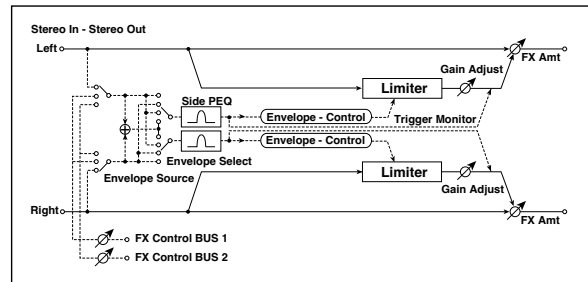 Stereo In - Stereo Out
Left
FX Amt
Gain Adjust
Limiter
Side PEQ
Envelope - Control
Trigger Monitor
Envelope - Control
Envelope Select
Envelope Source
Limiter
Gain Adjust
Right
FX Amt
FX Control BUS 1
FX Control BUS 2